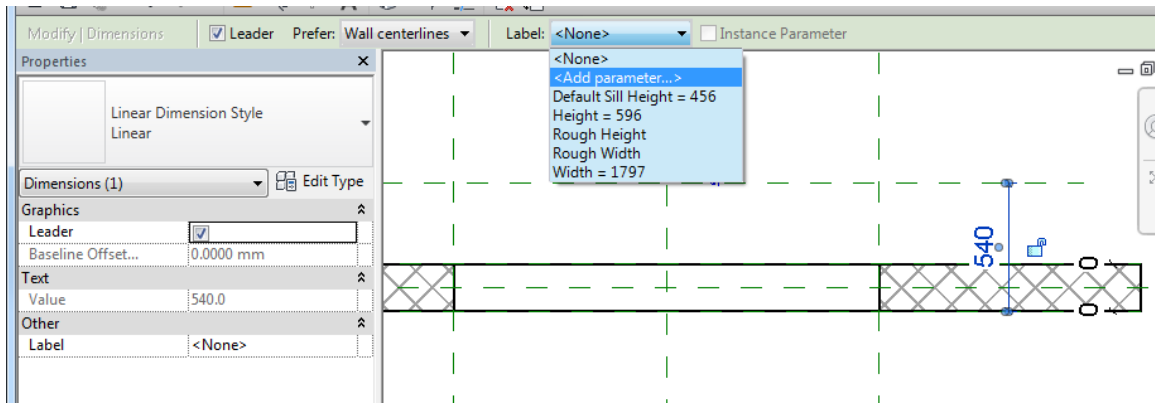 Modify | Dimensions Leader Prefer: Wall centerlines Label: <None> Instance Parameter
Properties
<None>
<Add parameter...>
Default Sill Height = 456
Height = 596
Rough Height
Rough Width
Width = 1797
Linear Dimension Style
Linear
Dimensions (1) Edit Type
Graphics
Leader
Baseline Offset... 0.0000 mm
Text
Value 540.0
Other
Label <None>
540
0
0